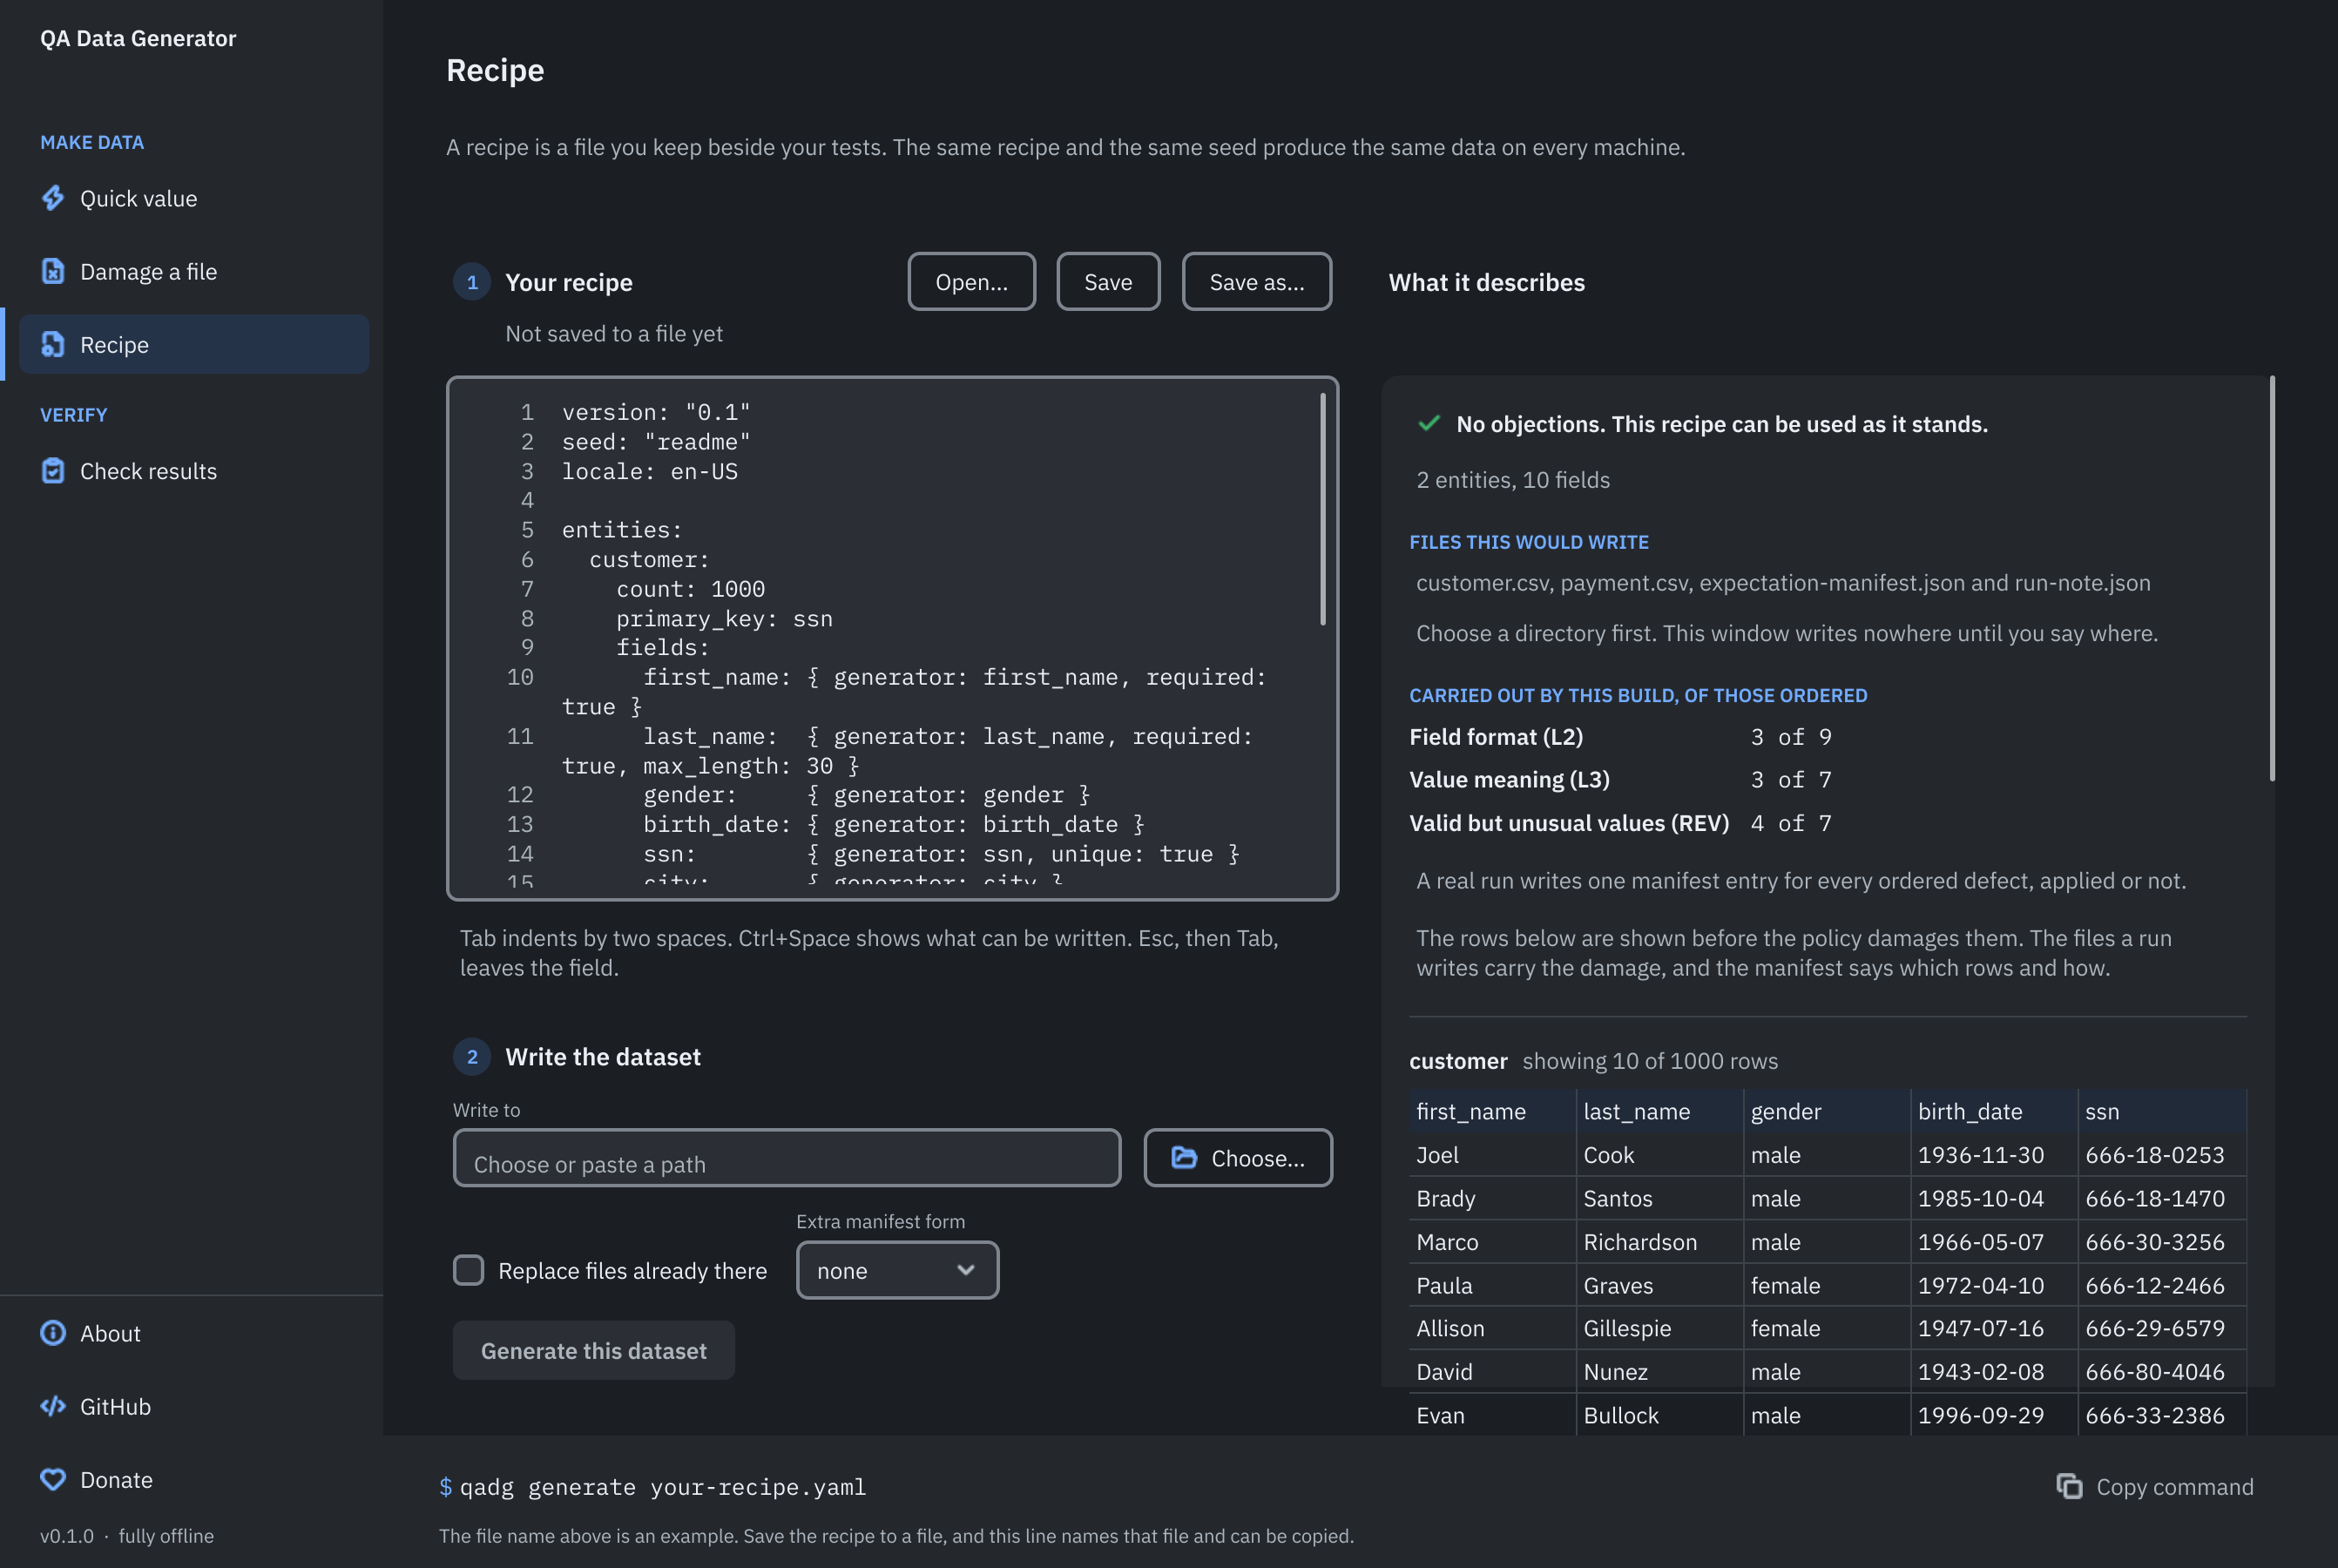 QA Data Generator
MAKE DATA
Quick value
Damage a file
Recipe
VERIFY
Check results
About
GitHub
Donate
v0.1.0 · fully offline
Recipe
A recipe is a file you keep beside your tests. The same recipe and the same seed produce the same data on every machine.
1 Your recipe
Open...
Save
Save as...
Not saved to a file yet
1 version: "0.1"
2 seed: "readme"
3 locale: en-US
4
5 entities:
6   customer:
7     count: 1000
8     primary_key: ssn
9     fields:
10       first_name: { generator: first_name, required:
true }
11       last_name:  { generator: last_name, required:
true, max_length: 30 }
12       gender:     { generator: gender }
13       birth_date: { generator: birth_date }
14       ssn:        { generator: ssn, unique: true }
15       city:       { generator: city }
Tab indents by two spaces. Ctrl+Space shows what can be written. Esc, then Tab,
leaves the field.
2 Write the dataset
Write to
Choose or paste a path
Choose...
Replace files already there
Extra manifest form
none
Generate this dataset
What it describes
No objections. This recipe can be used as it stands.
2 entities, 10 fields
FILES THIS WOULD WRITE
customer.csv, payment.csv, expectation-manifest.json and run-note.json
Choose a directory first. This window writes nowhere until you say where.
CARRIED OUT BY THIS BUILD, OF THOSE ORDERED
Field format (L2) 3 of 9
Value meaning (L3) 3 of 7
Valid but unusual values (REV) 4 of 7
A real run writes one manifest entry for every ordered defect, applied or not.
The rows below are shown before the policy damages them. The files a run
writes carry the damage, and the manifest says which rows and how.
customer showing 10 of 1000 rows
first_name last_name gender birth_date ssn
Joel Cook male 1936-11-30 666-18-0253
Brady Santos male 1985-10-04 666-18-1470
Marco Richardson male 1966-05-07 666-30-3256
Paula Graves female 1972-04-10 666-12-2466
Allison Gillespie female 1947-07-16 666-29-6579
David Nunez male 1943-02-08 666-80-4046
Evan Bullock male 1996-09-29 666-33-2386
$ qadg generate your-recipe.yaml
Copy command
The file name above is an example. Save the recipe to a file, and this line names that file and can be copied.